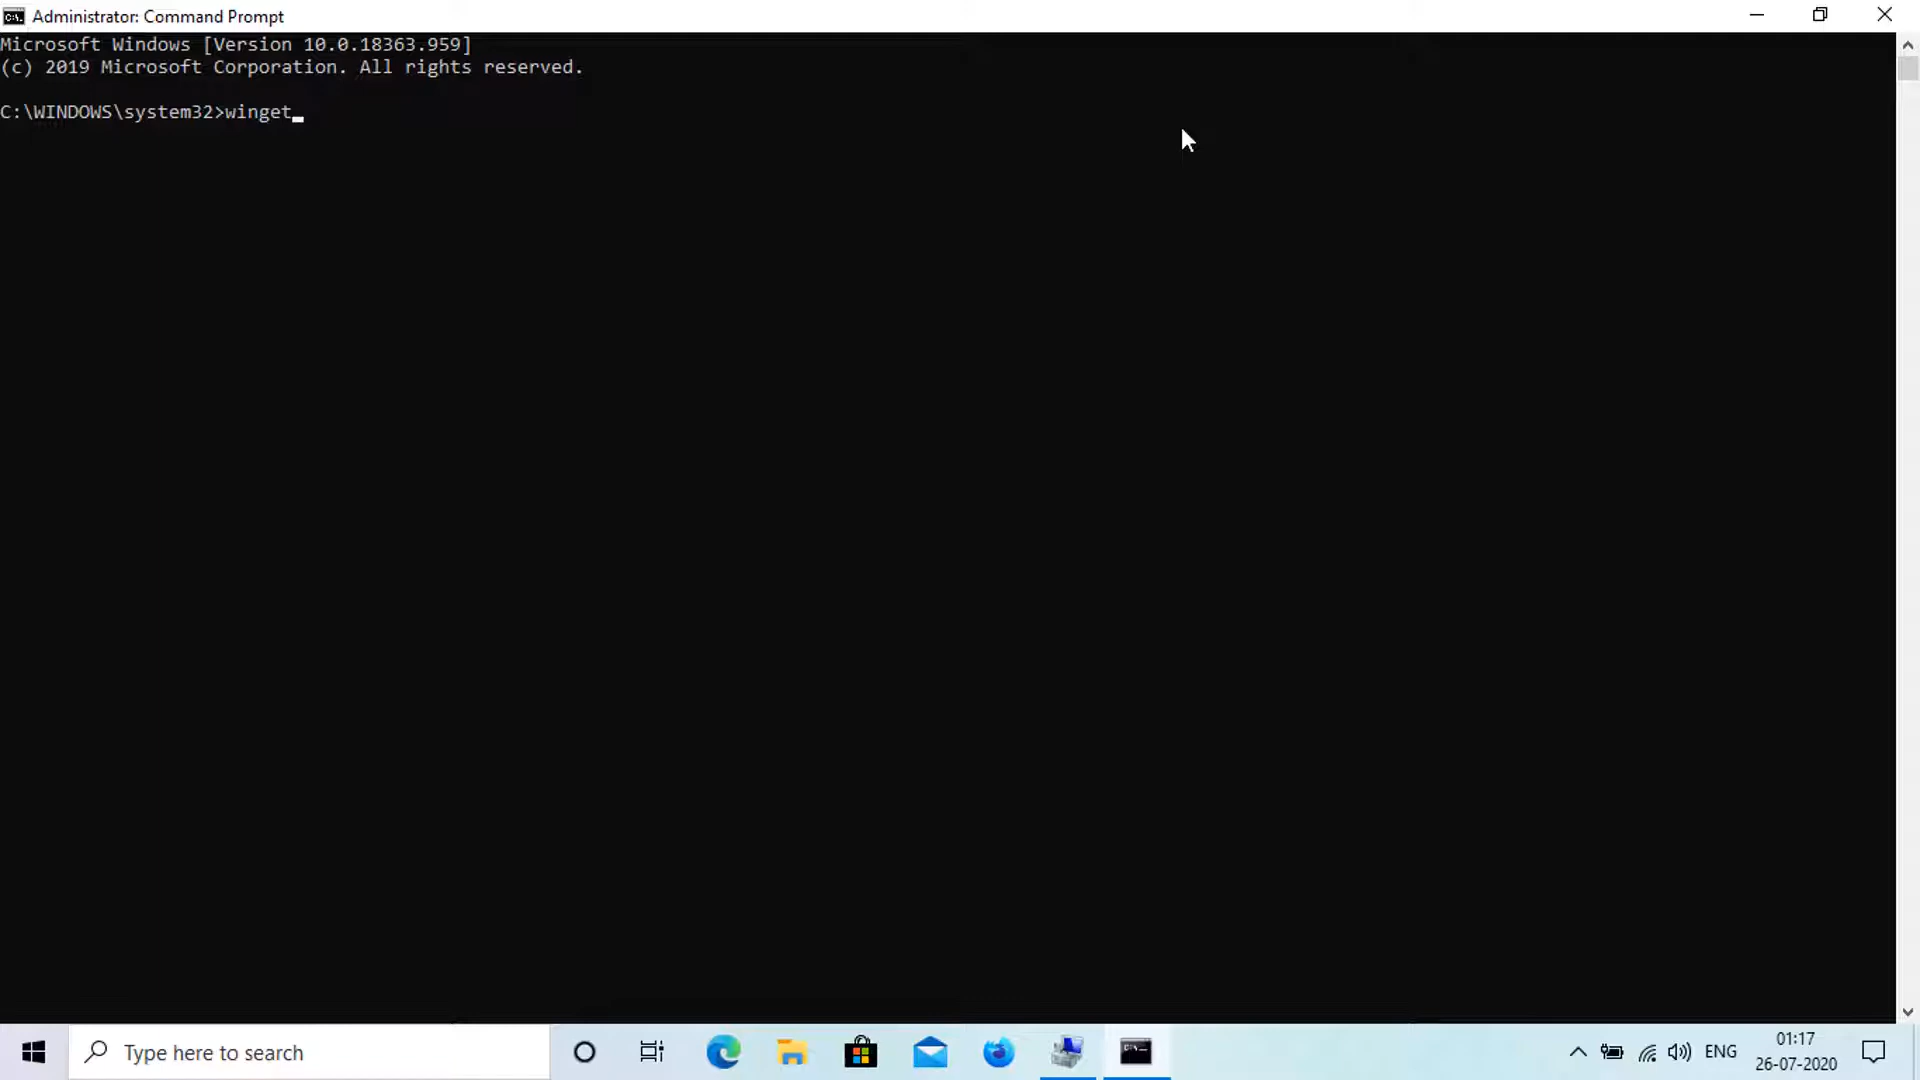 Administrator: Command Prompt
Microsoft Windows [Version 10.0.18363.959]
(c) 2019 Microsoft Corporation. All rights reserved.
C:\WINDOWS\system32>winget
Type here to search
ENG
01:17
26-07-2020